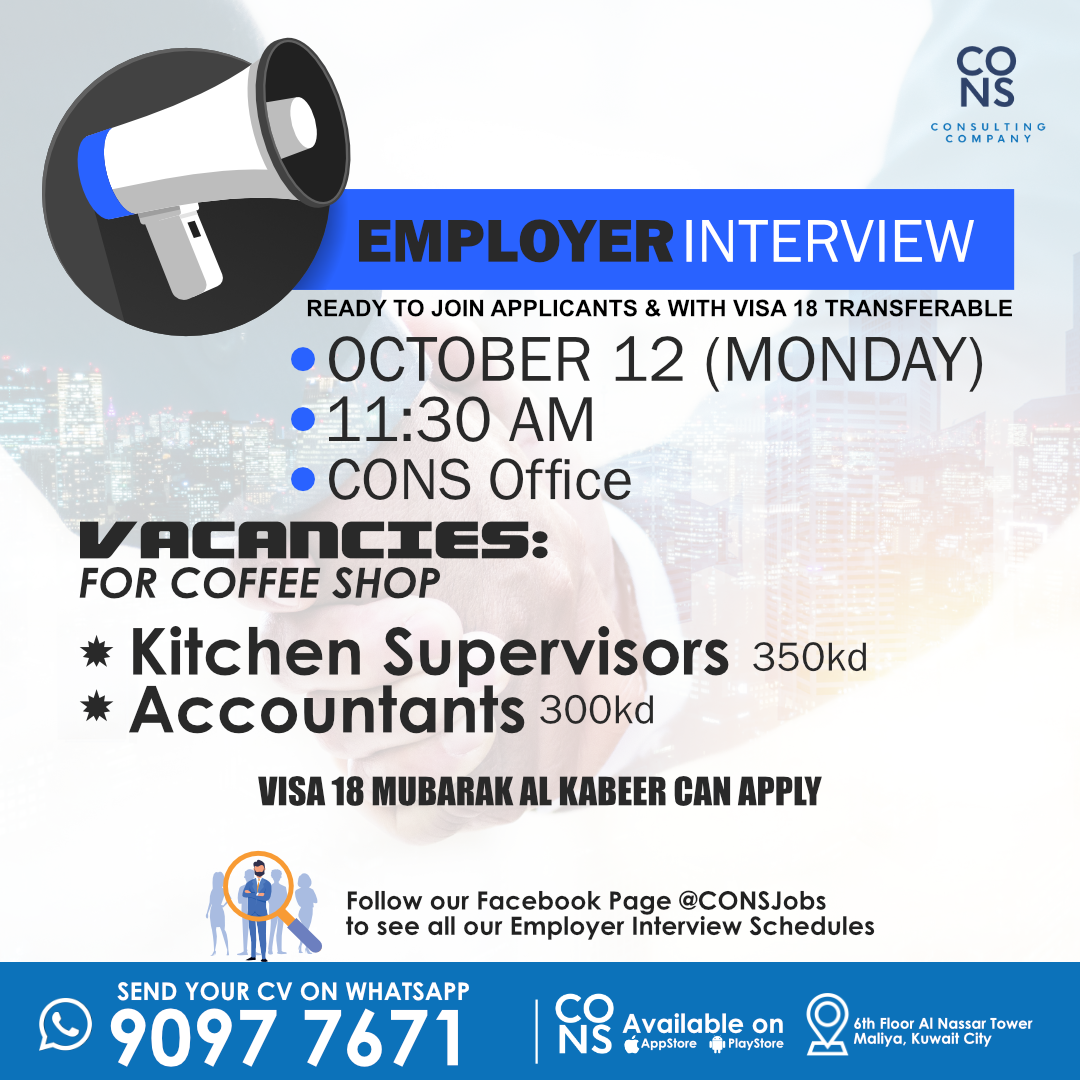 CO
NS
CONSULTING
COMPANY
EMPLOYER INTERVIEW
READY TO JOIN APPLICANTS & WITH VISA 18 TRANSFERABLE
• OCTOBER 12 (MONDAY)
• 11:30 AM
• CONS Office
VACANCIES:
FOR COFFEE SHOP
Kitchen Supervisors 350kd
Accountants 300kd
VISA 18 MUBARAK AL KABEER CAN APPLY
Follow our Facebook Page @CONSJobs
to see all our Employer Interview Schedules
SEND YOUR CV ON WHATSAPP
9097 7671
CO
NS
Available on
AppStore PlayStore
6th Floor Al Nassar Tower
Maliya, Kuwait City